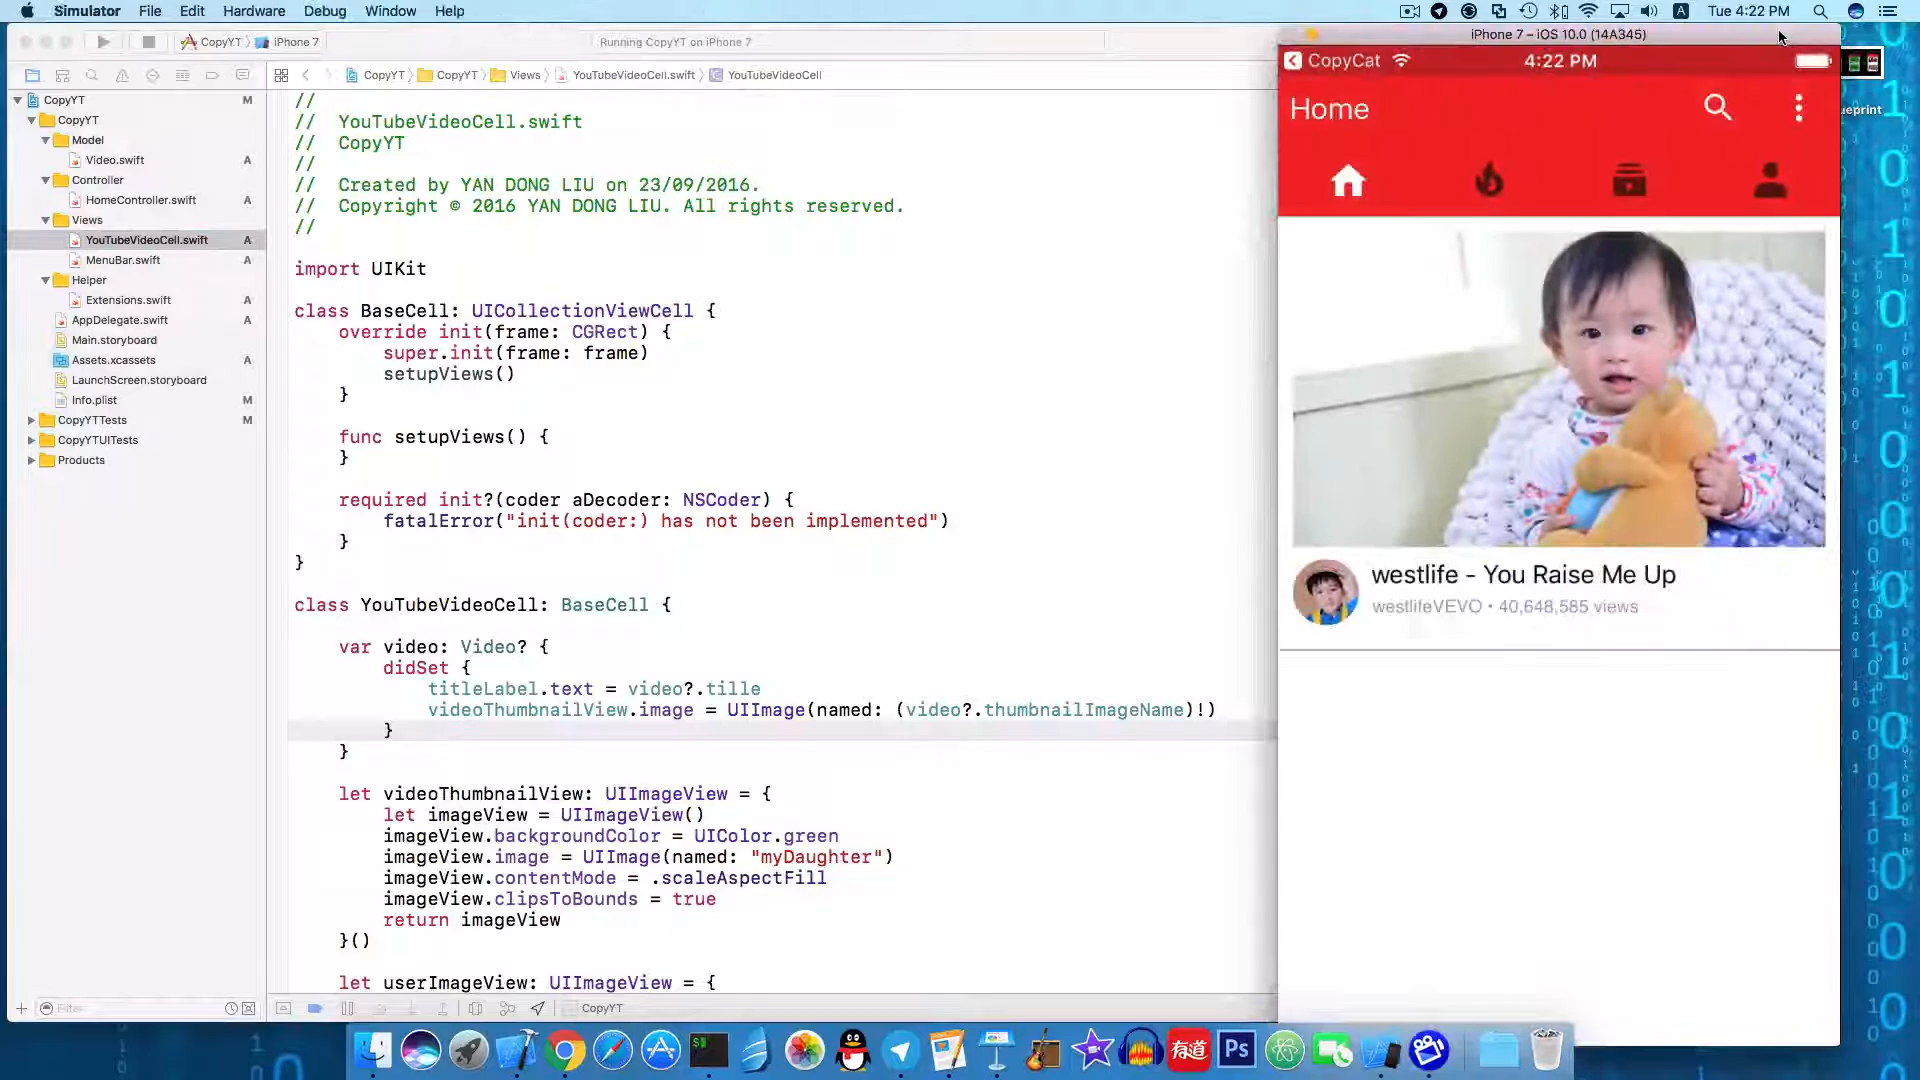 Simulator File Edit Hardware Debug Window Help
A Tue 4:22 PM
CopyYT iPhone 7
Running CopyYT on iPhone 7
iPhone 7 – iOS 10.0 (14A345)
CopyYT CopyYT Views YouTubeVideoCell.swift YouTubeVideoCell
CopyYT M
CopyYT
Model
Video.swift A
Controller
HomeController.swift A
Views
YouTubeVideoCell.swift A
MenuBar.swift A
Helper
Extensions.swift A
AppDelegate.swift A
Main.storyboard
Assets.xcassets A
LaunchScreen.storyboard
Info.plist M
CopyYTTests M
CopyYTUITests
Products
Filter
//
// YouTubeVideoCell.swift
// CopyYT
//
// Created by YAN DONG LIU on 23/09/2016.
// Copyright © 2016 YAN DONG LIU. All rights reserved.
//
import UIKit
class BaseCell: UICollectionViewCell {
override init(frame: CGRect) {
super.init(frame: frame)
setupViews()
}
func setupViews() {
}
required init?(coder aDecoder: NSCoder) {
fatalError("init(coder:) has not been implemented")
}
}
class YouTubeVideoCell: BaseCell {
var video: Video? {
didSet {
titleLabel.text = video?.tille
videoThumbnailView.image = UIImage(named: (video?.thumbnailImageName)!)
}
}
let videoThumbnailView: UIImageView = {
let imageView = UIImageView()
imageView.backgroundColor = UIColor.green
imageView.image = UIImage(named: "myDaughter")
imageView.contentMode = .scaleAspectFill
imageView.clipsToBounds = true
return imageView
}()
let userImageView: UIImageView = {
CopyYT
CopyCat 4:22 PM
Home
westlife - You Raise Me Up
westlifeVEVO • 40,648,585 views
ueprint
有道
Ps